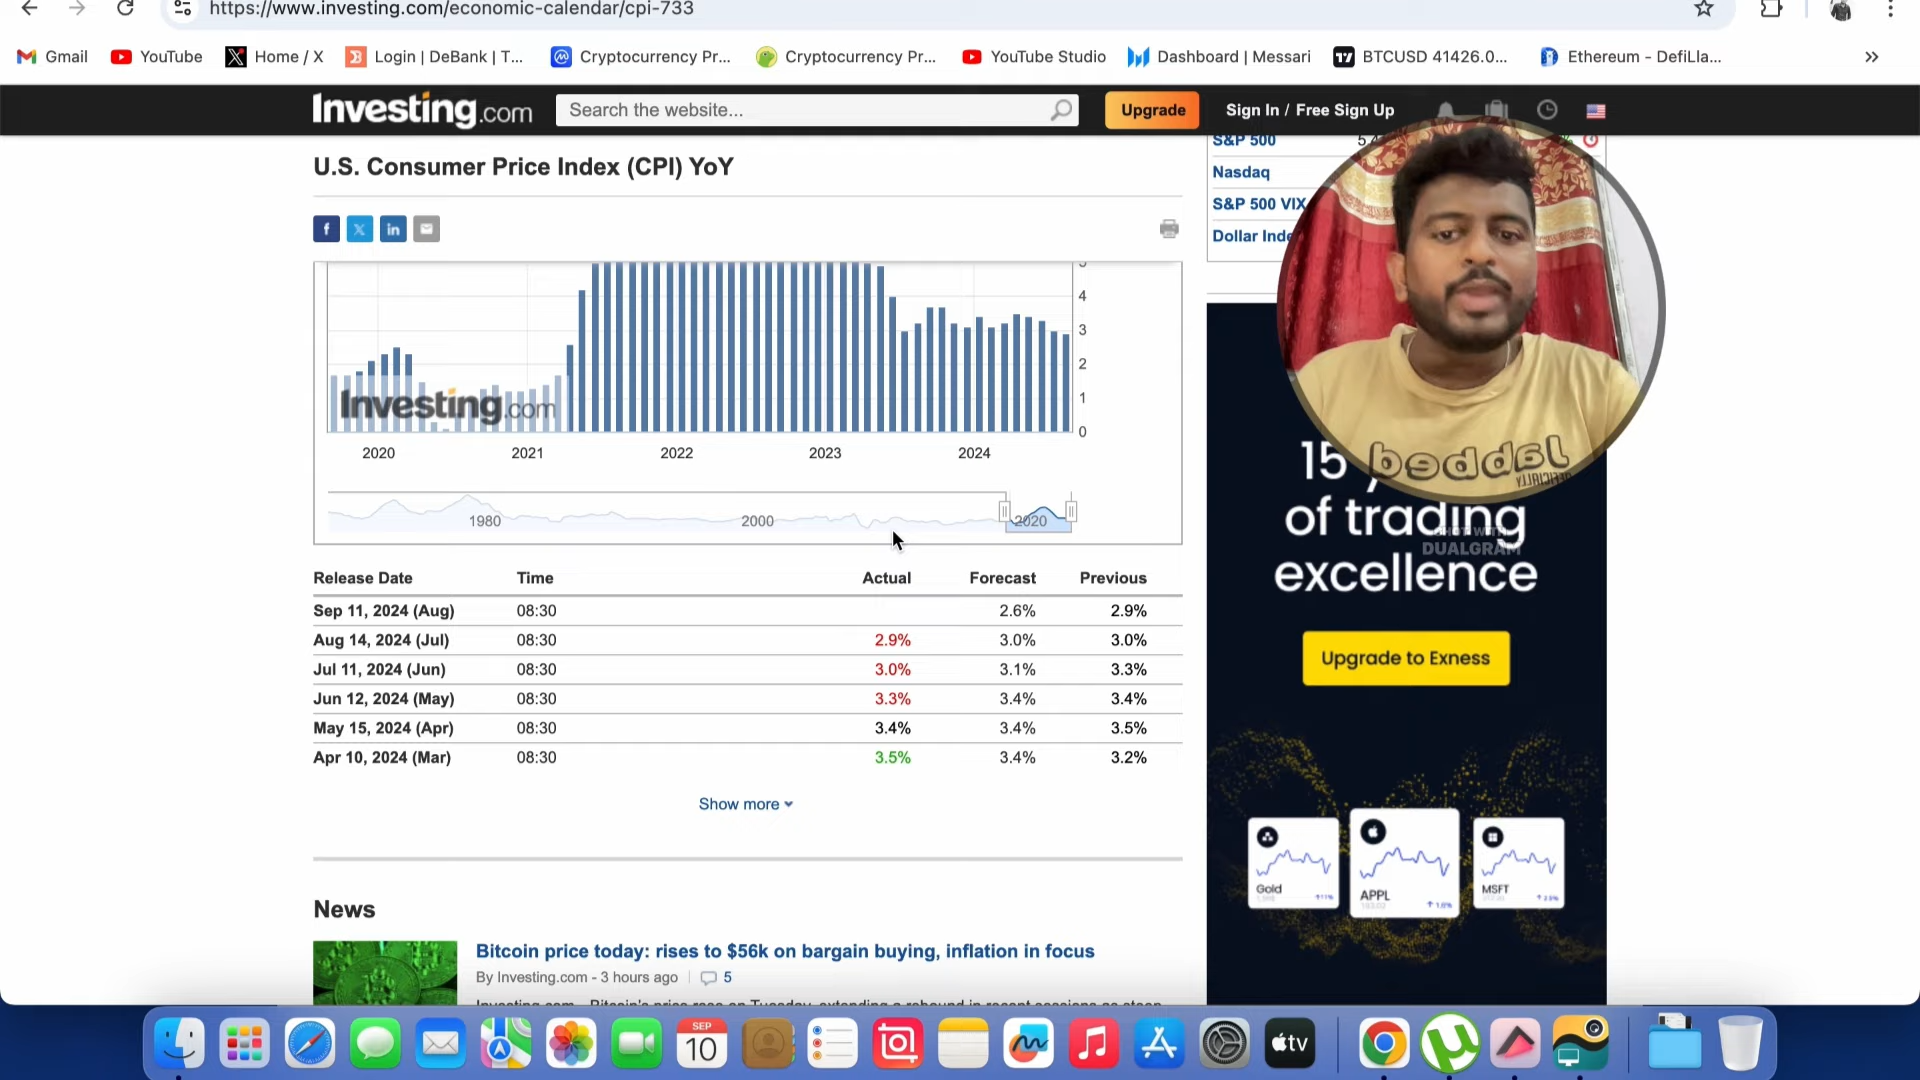 https://www.investing.com/economic-calendar/cpi-733
Gmail
YouTube
Home / X
Login | DeBank | T...
Cryptocurrency Pr...
Cryptocurrency Pr...
YouTube Studio
Dashboard | Messari
BTCUSD 41426.0...
Ethereum - DefiLla...
Investing.com
Search the website...
Upgrade
Sign In / Free Sign Up
U.S. Consumer Price Index (CPI) YoY
S&P 500
Nasdaq
S&P 500 VIX
5
4
3
2
1
0
Investing.com
2020 2021 2022 2023 2024
1980 2000 2020
Release Date Time Actual Forecast Previous
Sep 11, 2024 (Aug) 08:30 2.6% 2.9%
Aug 14, 2024 (Jul) 08:30 2.9% 3.0% 3.0%
Jul 11, 2024 (Jun) 08:30 3.0% 3.1% 3.3%
Jun 12, 2024 (May) 08:30 3.3% 3.4% 3.4%
May 15, 2024 (Apr) 08:30 3.4% 3.4% 3.5%
Apr 10, 2024 (Mar) 08:30 3.5% 3.4% 3.2%
Show more
News
Bitcoin price today: rises to $56k on bargain buying, inflation in focus
By Investing.com - 3 hours ago | 5
Jabbed
OFFICIALLY
15
of trading
SHOT WITH
DUALGRAM
excellence
Upgrade to Exness
Gold
APPL
MSFT
SEP
10
tv